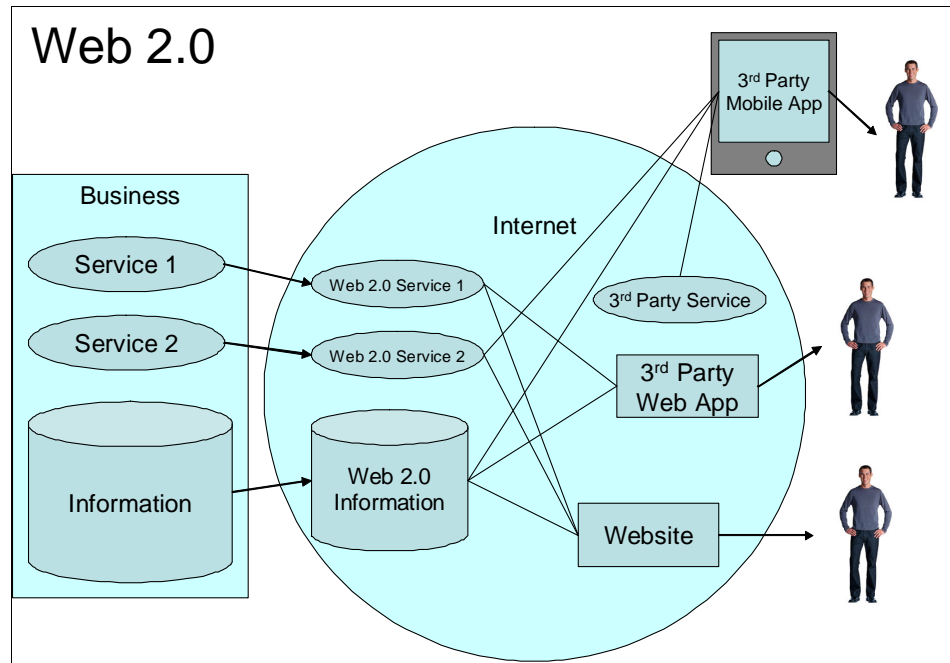 Web 2.0
3rd Party
Mobile App
Business
Internet
Service 1
Web 2.0 Service 1
3rd Party Service
Service 2
Web 2.0 Service 2
3rd Party
Web App
Information
Web 2.0
Information
Website